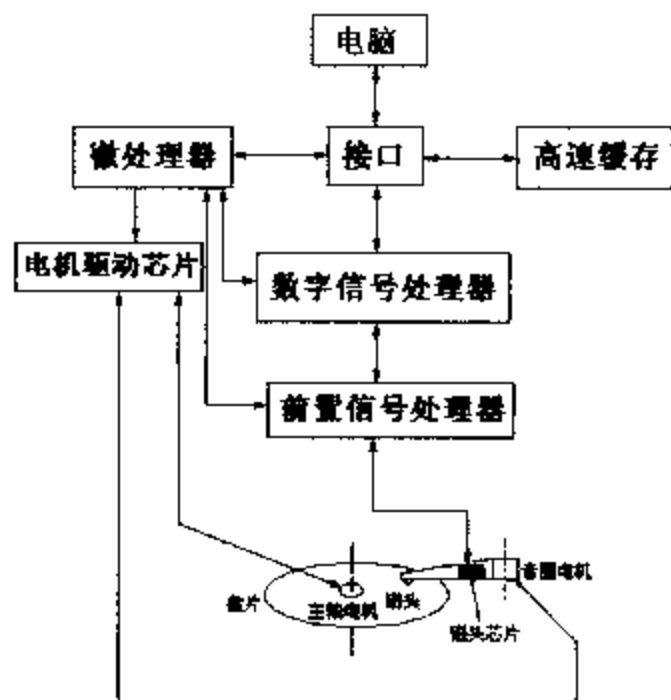 电脑
微处理器
接口
高速缓存
电机驱动芯片
数字信号处理器
前置信号处理器
音圈电机
盘片
主轴电机
磁头
磁头芯片